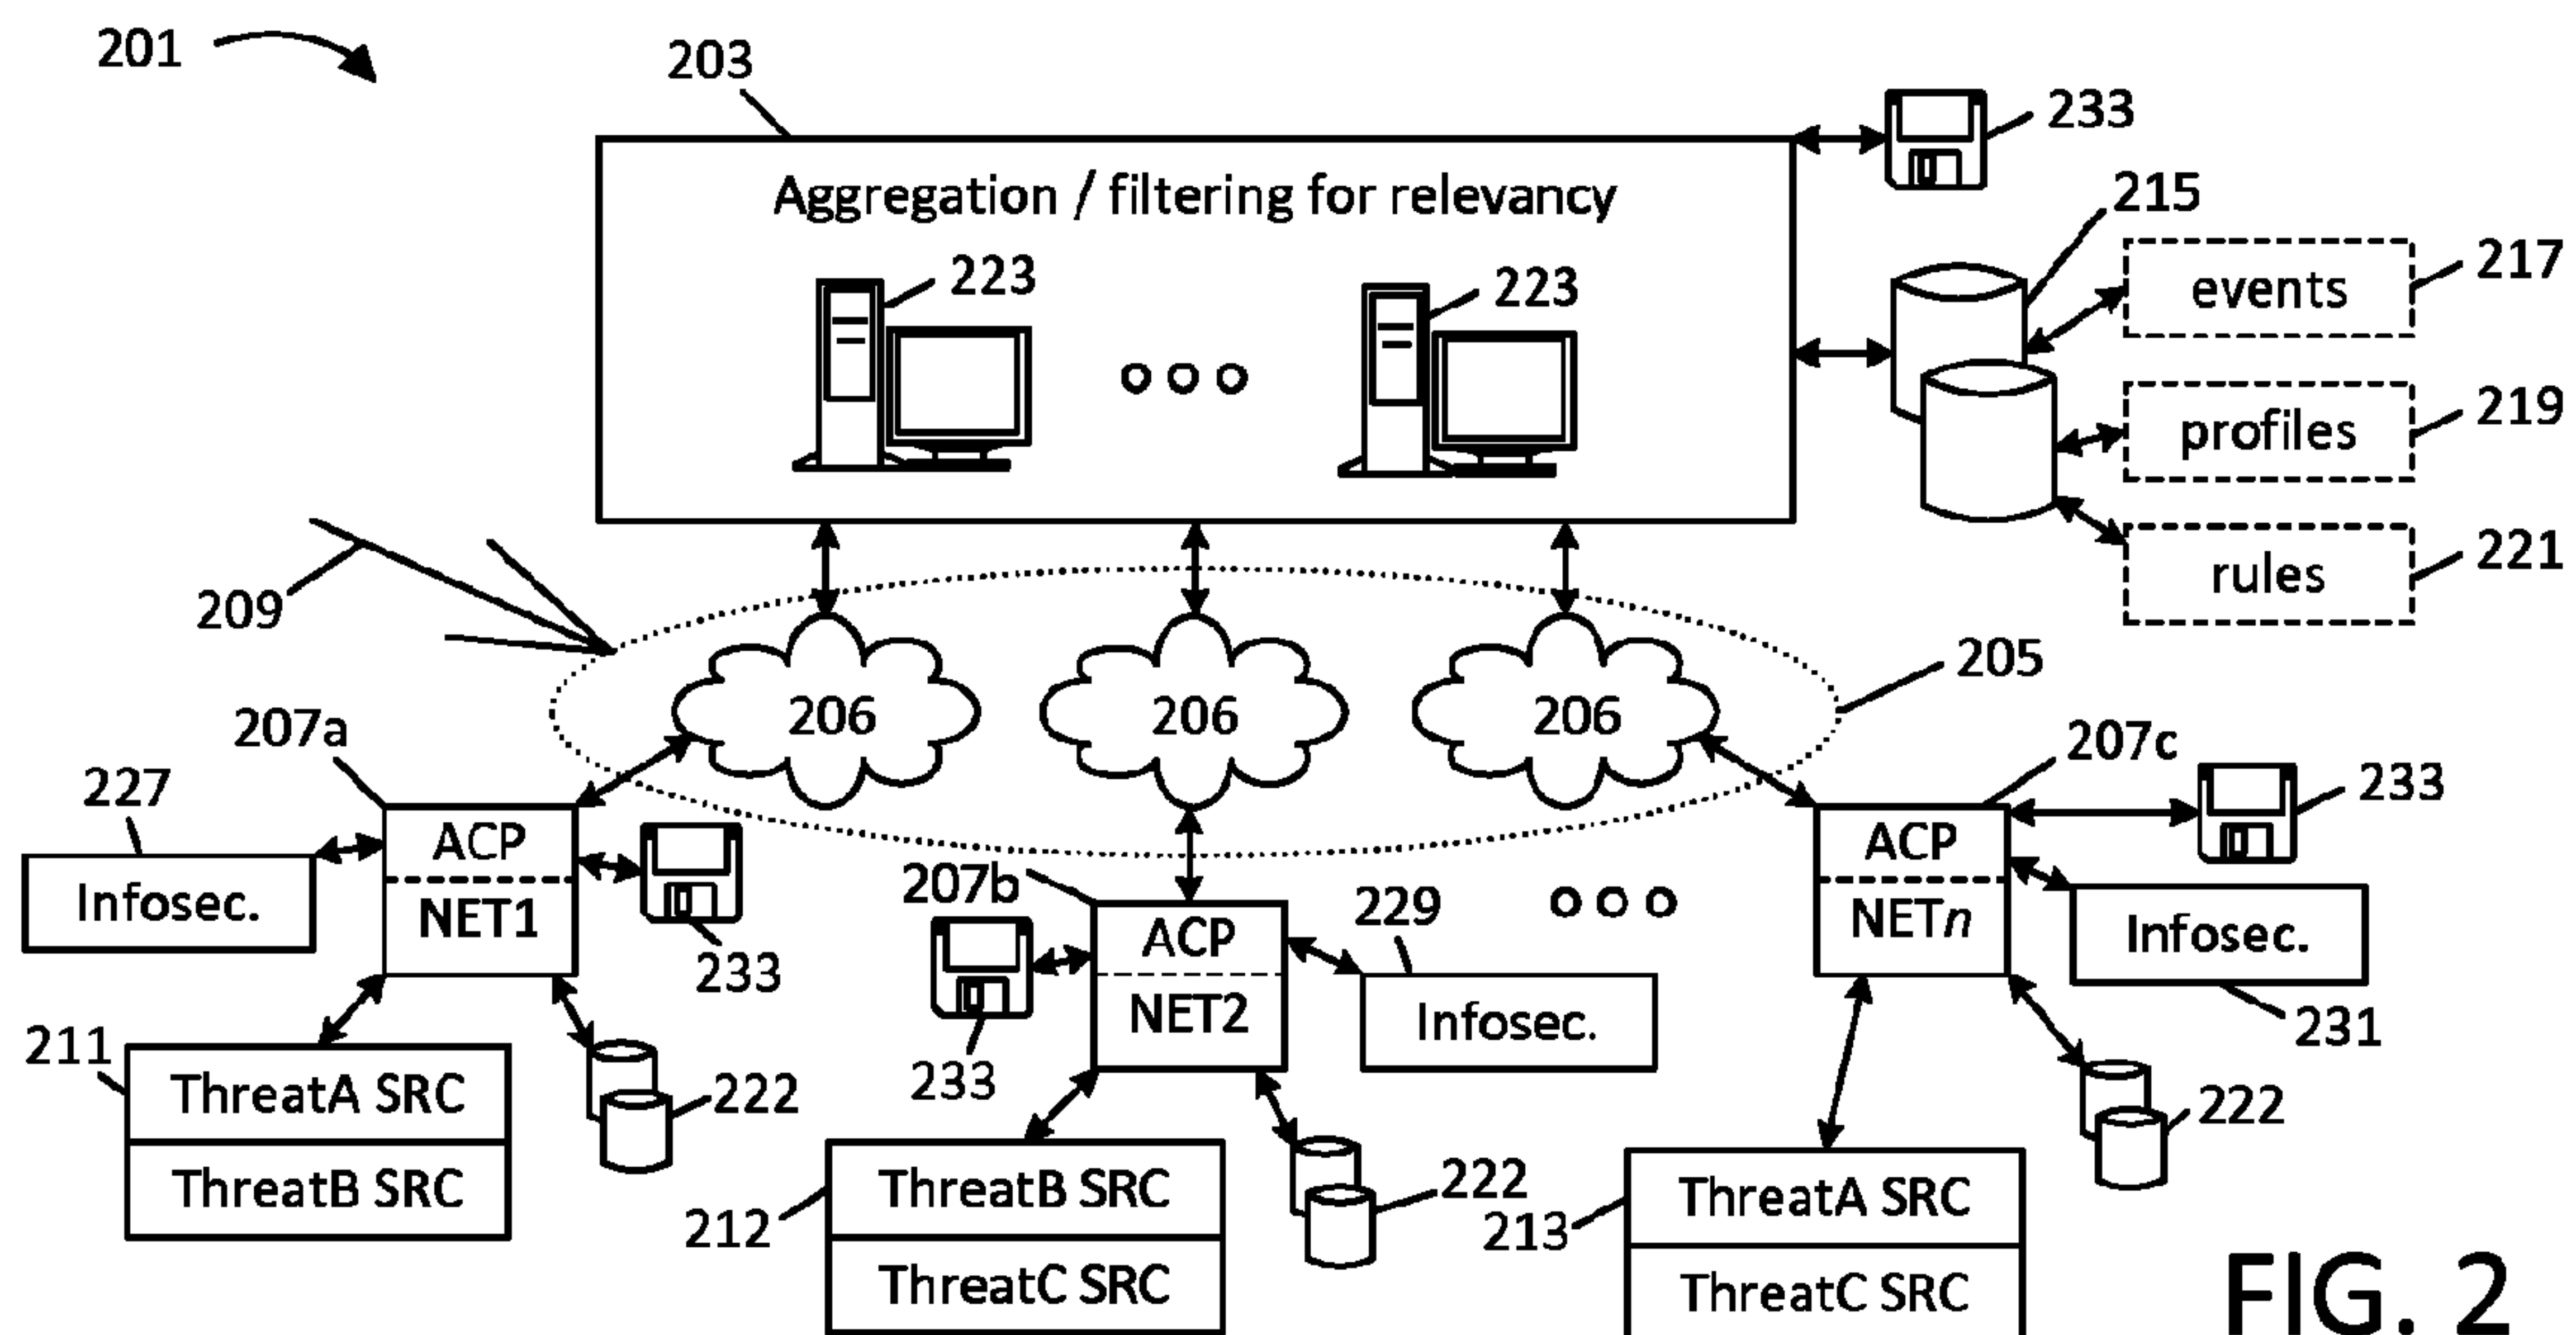 201
203
233
Aggregation / filtering for relevancy
215
217
223
223
events
219
profiles
221
rules
209
205
206
206
206
207a
207c
227
233
ACP
ACP
207b
229
Infosec.
NET1
ACP
NETn
Infosec.
233
NET2
Infosec.
231
211
233
ThreatA SRC
222
222
ThreatB SRC
ThreatB SRC
222
ThreatA SRC
212
213
ThreatC SRC
ThreatC SRC
FIG. 2